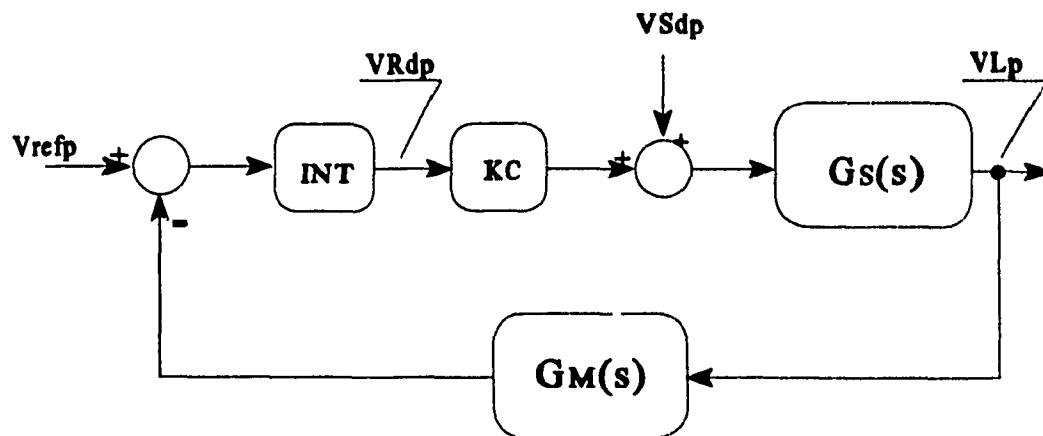 VSdp
VRdp
VLp
Vrefp
+
INT
KC
+
+
GS(s)
-
GM(s)